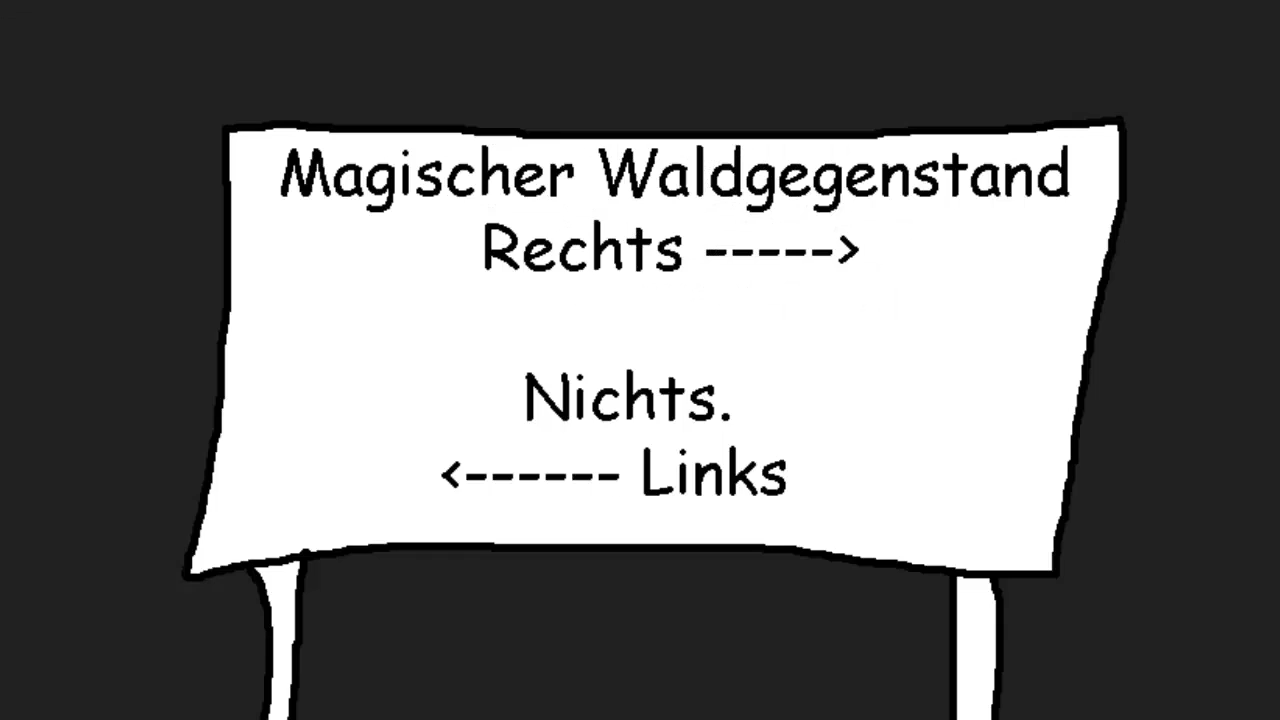 Magischer Waldgegenstand
Rechts ----->
Nichts.
<------ Links